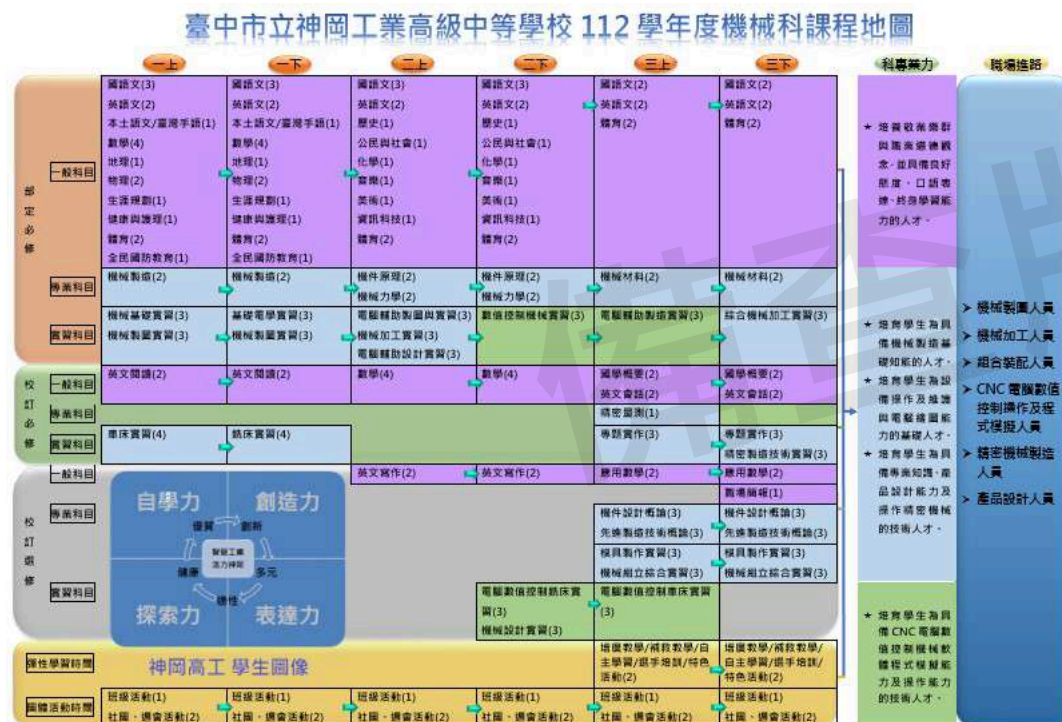 臺中市立神岡工業高級中等學校 112 學年度機械科課程地圖
一上
一下
二上
二下
三上
三下
科專業力
職場進路
部定必修
一般科目
國語文(3)
英語文(2)
本土語文/臺灣手語(1)
數學(4)
地理(1)
物理(2)
生涯規劃(1)
健康與護理(1)
體育(2)
全民國防教育(1)
國語文(3)
英語文(2)
本土語文/臺灣手語(1)
數學(4)
地理(1)
物理(2)
生涯規劃(1)
健康與護理(1)
體育(2)
全民國防教育(1)
國語文(3)
英語文(2)
歷史(1)
公民與社會(1)
化學(1)
音樂(1)
美術(1)
資訊科技(1)
體育(2)
國語文(3)
英語文(2)
歷史(1)
公民與社會(1)
化學(1)
音樂(1)
美術(1)
資訊科技(1)
體育(2)
國語文(2)
英語文(2)
體育(2)
國語文(2)
英語文(2)
體育(2)
專業科目
機械製造(2)
機械製造(2)
機件原理(2)
機械力學(2)
機件原理(2)
機械力學(2)
機械材料(2)
機械材料(2)
實習科目
機械基礎實習(3)
機械製圖實習(3)
基礎電學實習(3)
機械製圖實習(3)
電腦輔助製圖與實習(3)
機械加工實習(3)
電腦輔助設計實習(3)
數值控制機械實習(3)
電腦輔助製造實習(3)
綜合機械加工實習(3)
校訂必修
一般科目
英文閱讀(2)
英文閱讀(2)
數學(4)
數學(4)
國學概要(2)
英文會話(2)
國學概要(2)
英文會話(2)
專業科目
精密量測(1)
實習科目
車床實習(4)
銑床實習(4)
專題實作(3)
專題實作(3)
精密製造技術實習(3)
校訂選修
一般科目
英文寫作(2)
英文寫作(2)
應用數學(2)
應用數學(2)
職場簡報(1)
專業科目
機件設計概論(3)
先進製造技術概論(3)
機件設計概論(3)
先進製造技術概論(3)
實習科目
模具製作實習(3)
機械組立綜合實習(3)
模具製作實習(3)
機械組立綜合實習(3)
電腦數值控制銑床實
習(3)
機械設計實習(3)
電腦數值控制車床實習
(3)
自學力
創造力
探索力
表達力
優質
創新
健康
多元
適性
智慧工業
活力神岡
神岡高工 學生圖像
彈性學習時間
增廣教學/補救教學/自
主學習/選手培訓/特色
活動(2)
增廣教學/補救教學/
自主學習/選手培訓/
特色活動(2)
團體活動時間
班級活動(1)
社團、週會活動(2)
班級活動(1)
社團、週會活動(2)
班級活動(1)
社團、週會活動(2)
班級活動(1)
社團、週會活動(2)
班級活動(1)
社團、週會活動(2)
班級活動(1)
社團、週會活動(2)
★ 培養敬業樂群
與職業道德觀
念,並具備良好
態度、口語表
達、終身學習能
力的人才。
★ 培育學生為具
備機械製造基
礎知能的人才。
★ 培育學生為設
備操作及維護
與電腦繪圖能
力的基礎人才。
★ 培育學生為具
備專業知識、產
品設計能力及
操作精密機械
的技術人才。
★ 培育學生為具
備 CNC 電腦數
值控制機械軟
體程式模擬能
力及操作能力
的技術人才。
➤ 機械製圖人員
➤ 機械加工人員
➤ 組合裝配人員
➤ CNC 電腦數值
控制操作及程
式模擬人員
➤ 精密機械製造
人員
➤ 產品設計人員
備查